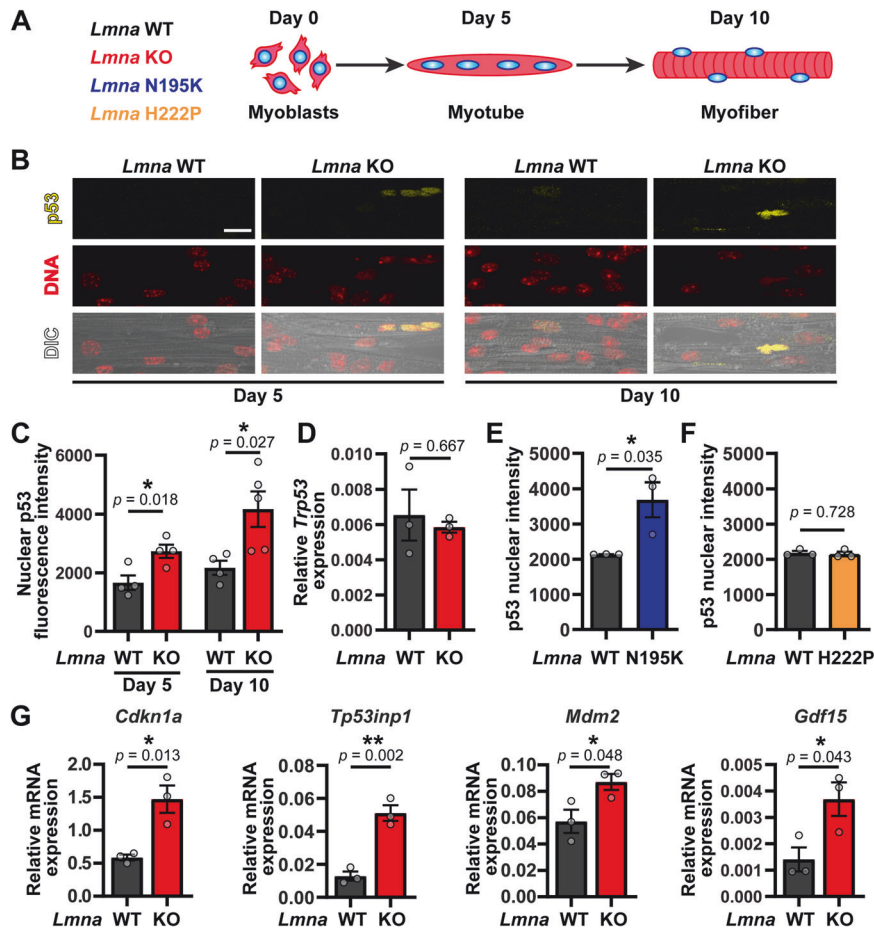 A
Lmna WT
Lmna KO
Lmna N195K
Lmna H222P
Day 0
Day 5
Day 10
Myoblasts
Myotube
Myofiber
B
Lmna WT
Lmna KO
Lmna WT
Lmna KO
p53
DNA
DIC
Day 5
Day 10
C
Nuclear p53
fluorescence intensity
6000
4000
2000
0
*
p = 0.018
*
p = 0.027
Lmna WT KO WT KO
Day 5
Day 10
D
Relative Trp53
expression
0.010
0.008
0.006
0.004
0.002
0.000
p = 0.667
Lmna WT KO
E
p53 nuclear intensity
5000
4000
3000
2000
1000
0
*
p = 0.035
Lmna WT N195K
F
p53 nuclear intensity
5000
4000
3000
2000
1000
0
p = 0.728
Lmna WT H222P
G
Cdkn1a
Relative mRNA
expression
2.0
1.5
1.0
0.5
0.0
*
p = 0.013
Lmna WT KO
Tp53inp1
Relative mRNA
expression
0.08
0.06
0.04
0.02
0.00
**
p = 0.002
Lmna WT KO
Mdm2
Relative mRNA
expression
0.10
0.08
0.06
0.04
0.02
0.00
*
p = 0.048
Lmna WT KO
Gdf15
Relative mRNA
expression
0.005
0.004
0.003
0.002
0.001
0.000
*
p = 0.043
Lmna WT KO